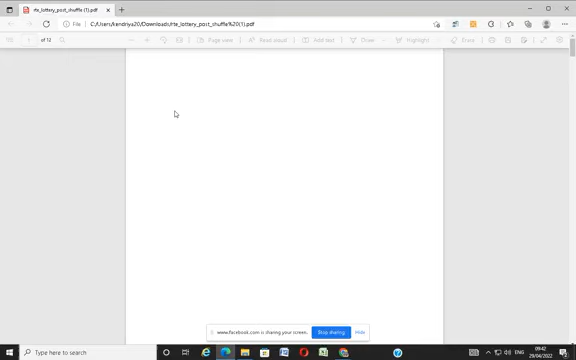 rte_lottery_post_shuffle (1).pdf
File | C:/Users/kendriya20/Downloads/rte_lottery_post_shuffle%20(1).pdf
of 12
Page view
Read aloud
Add text
Draw
Highlight
Erase
www.facebook.com is sharing your screen.
Stop sharing
Hide
Type here to search
ENG
09:42
29/04/2022